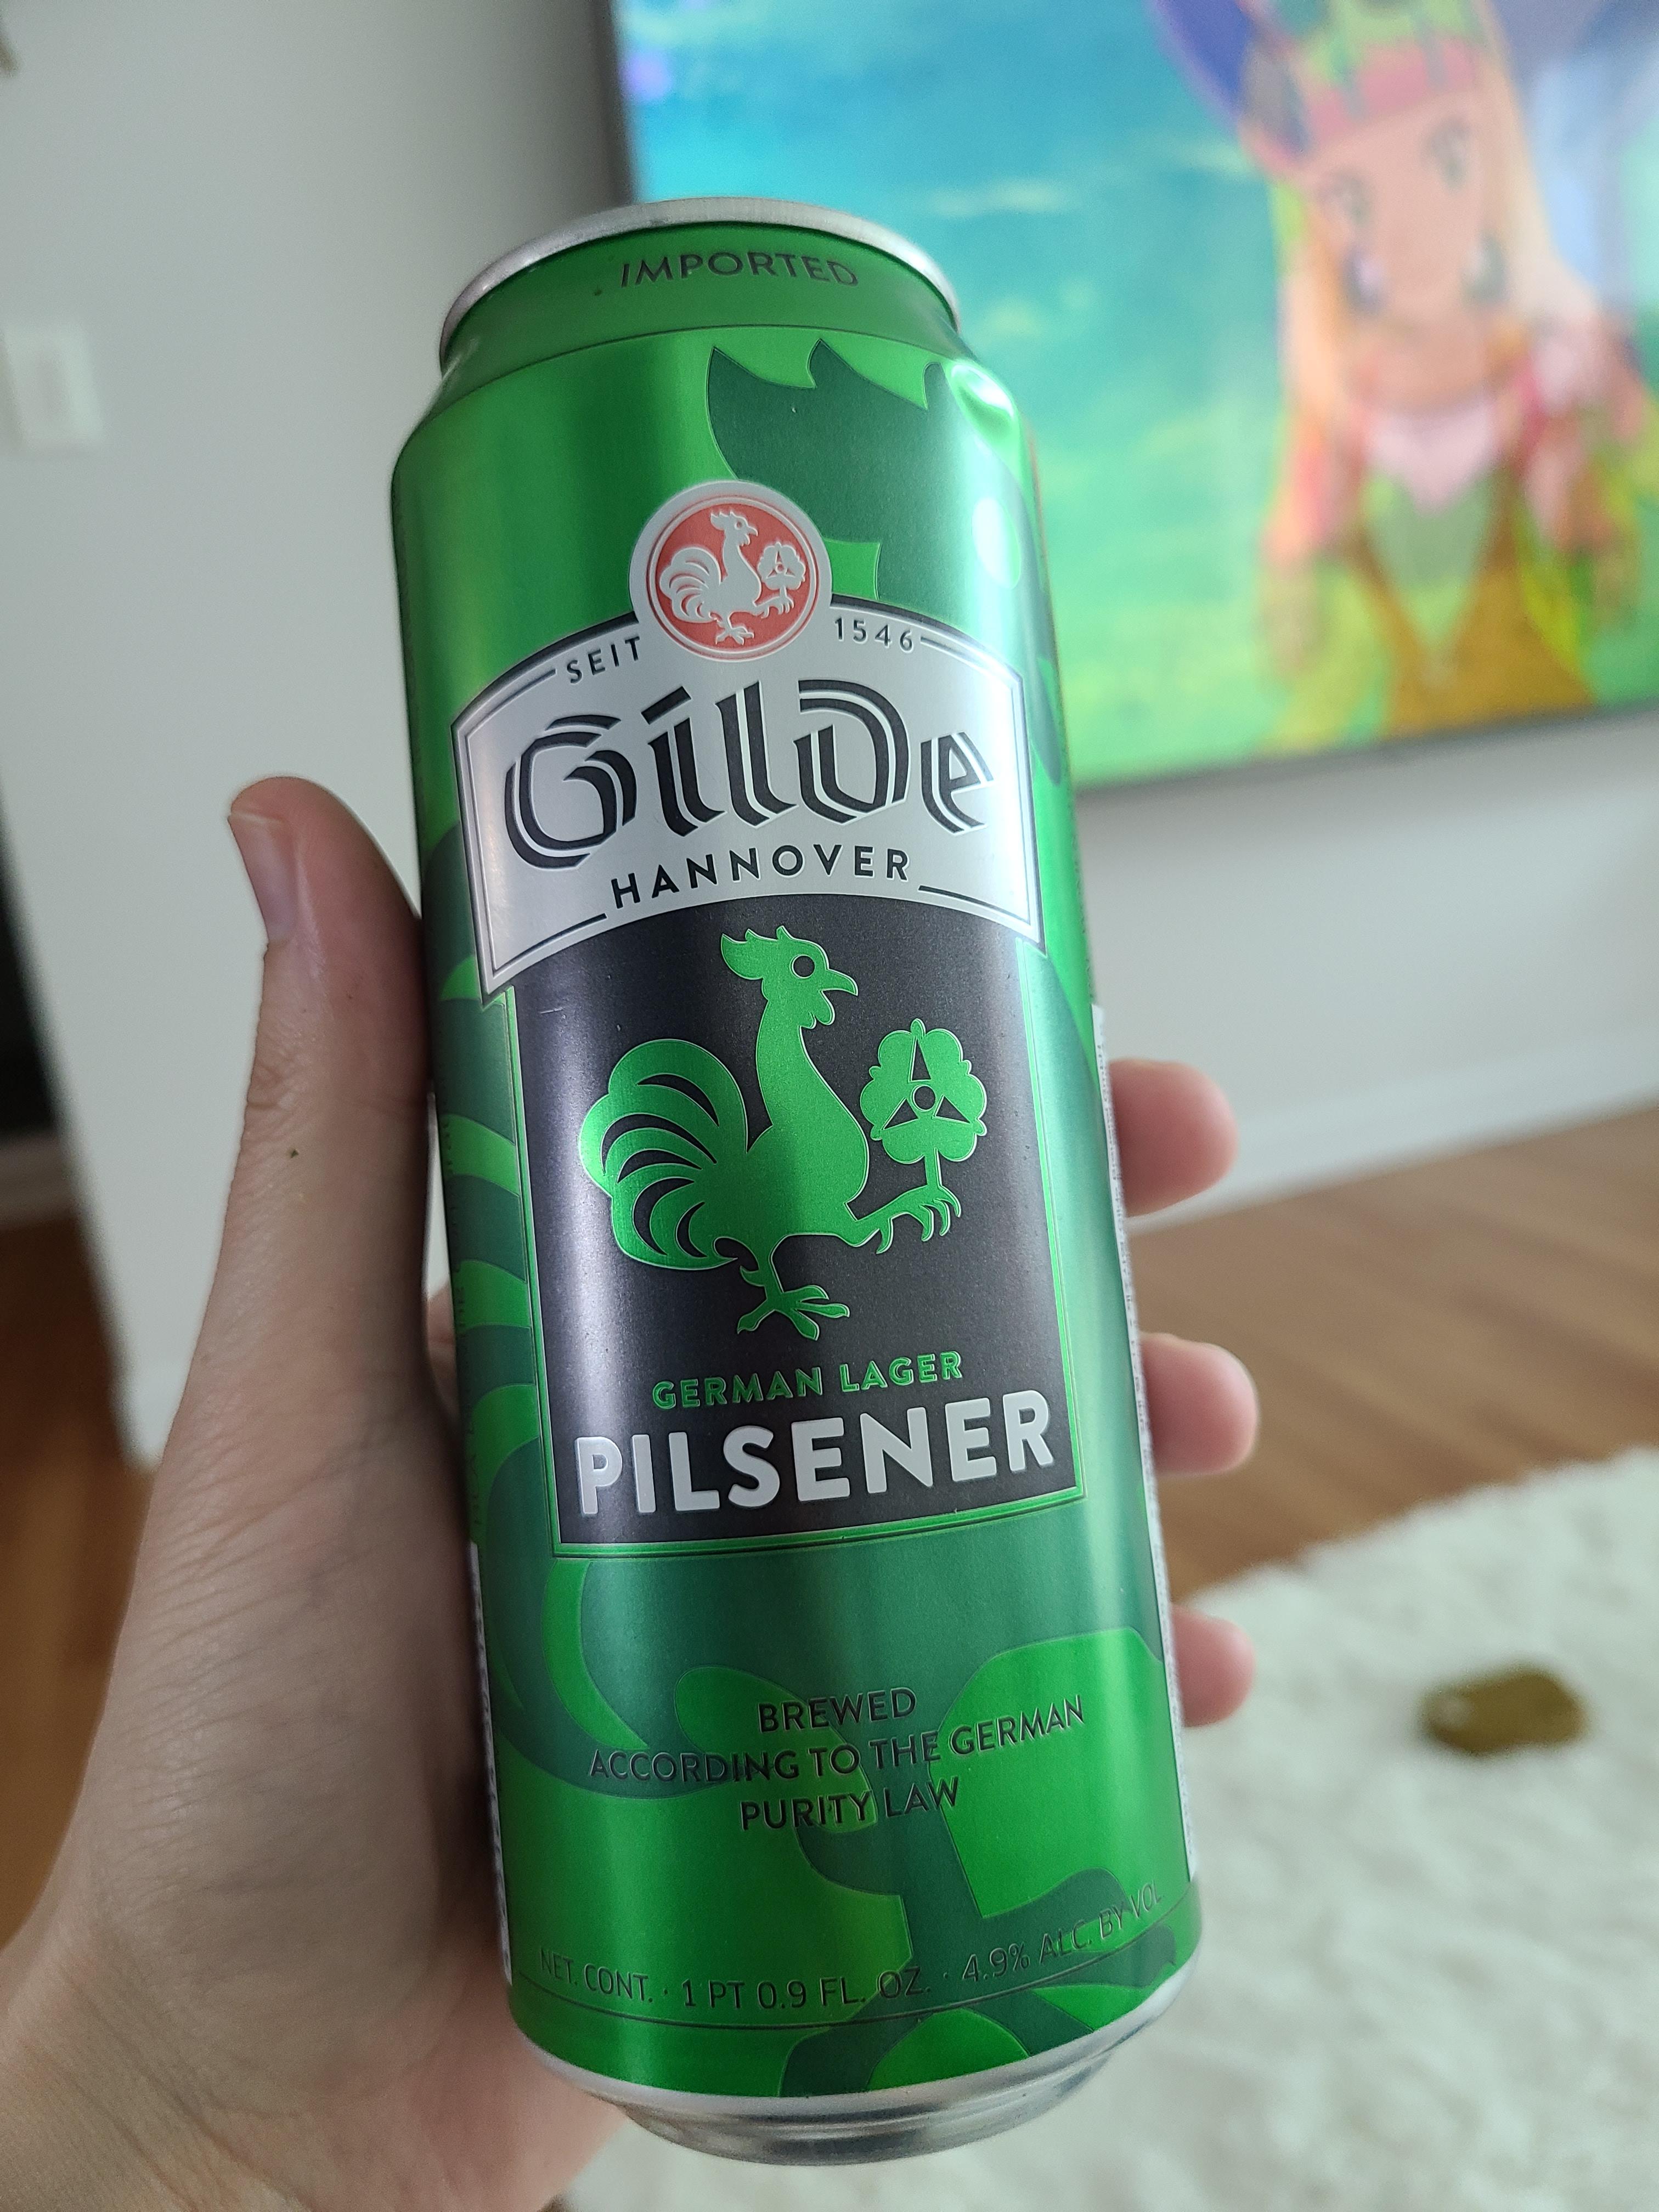 IMPORTED
SEIT 1546
Gilde
HANNOVER
GERMAN LAGER
PILSENER
BREWED
ACCORDING TO THE GERMAN
PURITY LAW
NET. CONT. · 1 PT 0.9 FL. OZ. · 4.9% ALC. BY VOL.